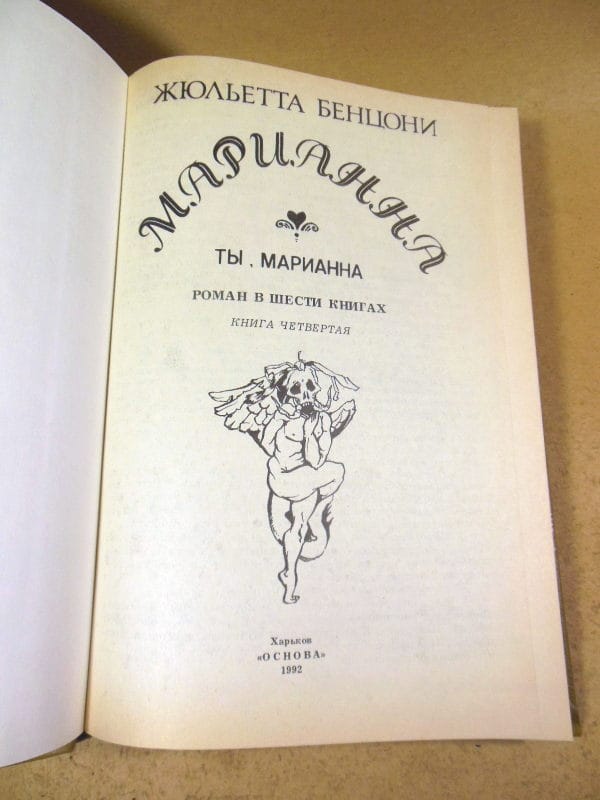 ЖЮЛЬЕТТА БЕНЦОНИ
МАРИАННА
ТЫ, МАРИАННА
РОМАН В ШЕСТИ КНИГАХ
КНИГА ЧЕТВЕРТАЯ
Харьков
«ОСНОВА»
1992